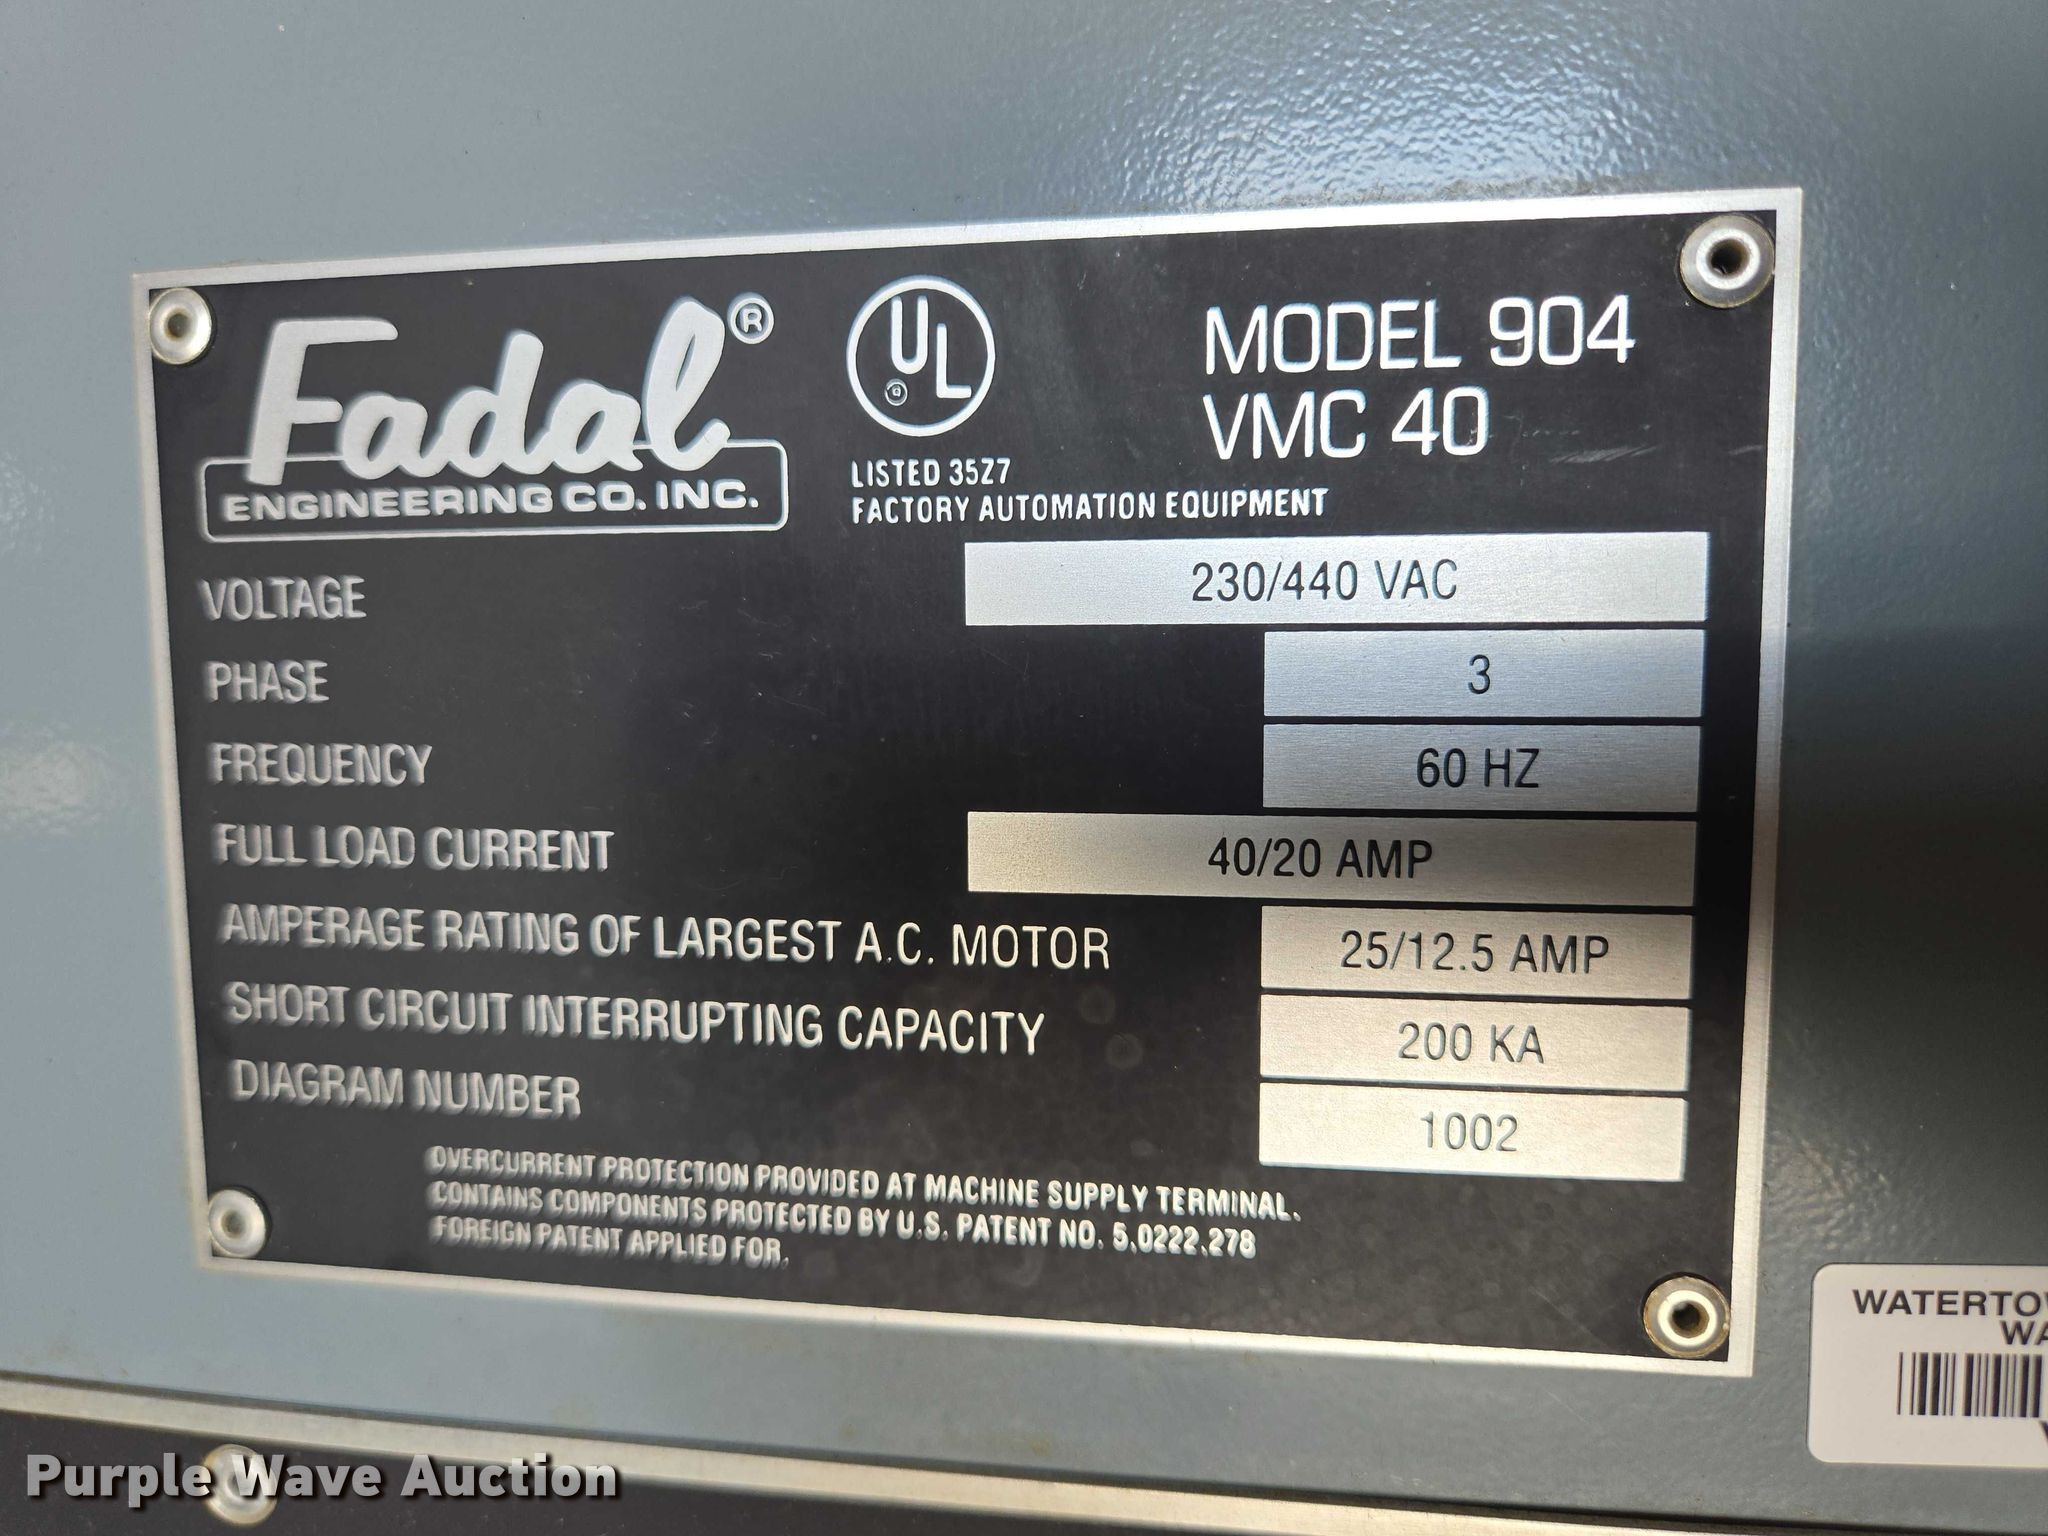 Fadal®
ENGINEERING CO. INC.
UL
LISTED 35Z7
FACTORY AUTOMATION EQUIPMENT
MODEL 904
VMC 40
VOLTAGE 230/440 VAC
PHASE 3
FREQUENCY 60 HZ
FULL LOAD CURRENT 40/20 AMP
AMPERAGE RATING OF LARGEST A.C. MOTOR 25/12.5 AMP
SHORT CIRCUIT INTERRUPTING CAPACITY 200 KA
DIAGRAM NUMBER 1002
OVERCURRENT PROTECTION PROVIDED AT MACHINE SUPPLY TERMINAL.
CONTAINS COMPONENTS PROTECTED BY U.S. PATENT NO. 5,0222,278
FOREIGN PATENT APPLIED FOR.
Purple Wave Auction